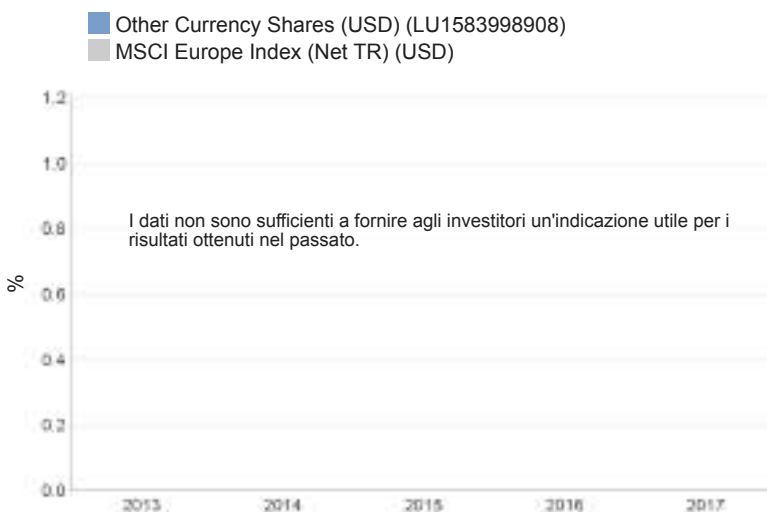 Other Currency Shares (USD) (LU1583998908)
MSCI Europe Index (Net TR) (USD)
1.2
1.0
I dati non sono sufficienti a fornire agli investitori un'indicazione utile per i
0.8
risultati ottenuti nel passato.
%
0.6
0.4
0.2
0.0
2013 2014 2015 2016 2017